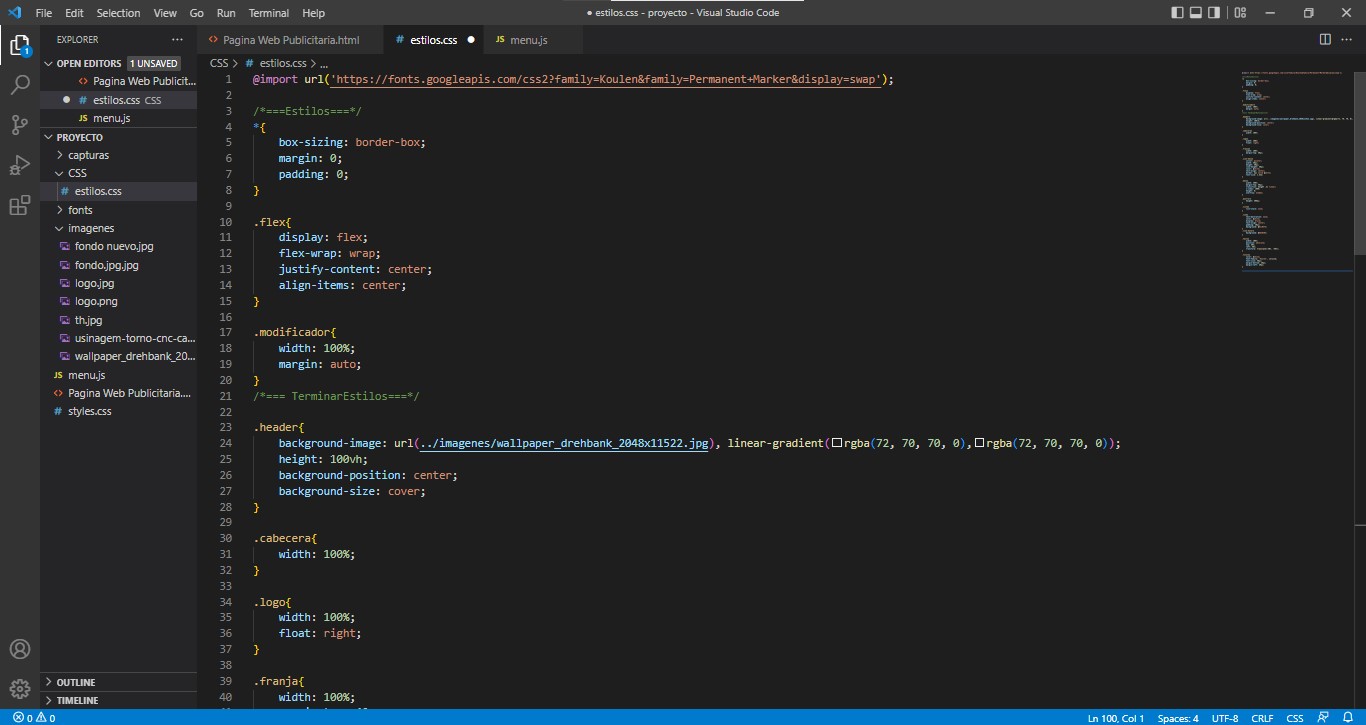 File Edit Selection View Go Run Terminal Help
● estilos.css - proyecto - Visual Studio Code
EXPLORER
1
OPEN EDITORS 1 UNSAVED
Pagina Web Publicit...
# estilos.css CSS
JS menu.js
PROYECTO
capturas
CSS
# estilos.css
fonts
imagenes
fondo nuevo.jpg
fondo.jpg.jpg
logo.jpg
logo.png
th.jpg
usinagem-torno-cnc-ca...
wallpaper_drehbank_20...
JS menu.js
<> Pagina Web Publicitaria....
# styles.css
OUTLINE
TIMELINE
<> Pagina Web Publicitaria.html # estilos.css ● JS menu.js
CSS > # estilos.css > ...
1 @import url('https://fonts.googleapis.com/css2?family=Koulen&family=Permanent+Marker&display=swap');
2
3 /*===Estilos===*/
4 *{
5 box-sizing: border-box;
6 margin: 0;
7 padding: 0;
8 }
9
10 .flex{
11 display: flex;
12 flex-wrap: wrap;
13 justify-content: center;
14 align-items: center;
15 }
16
17 .modificador{
18 width: 100%;
19 margin: auto;
20 }
21 /*=== TerminarEstilos===*/
22
23 .header{
24 background-image: url(../imagenes/wallpaper_drehbank_2048x11522.jpg), linear-gradient(rgba(72, 70, 70, 0),rgba(72, 70, 70, 0));
25 height: 100vh;
26 background-position: center;
27 background-size: cover;
28 }
29
30 .cabecera{
31 width: 100%;
32 }
33
34 .logo{
35 width: 100%;
36 float: right;
37 }
38
39 .franja{
40 width: 100%;
0 0
Ln 100, Col 1 Spaces: 4 UTF-8 CRLF CSS